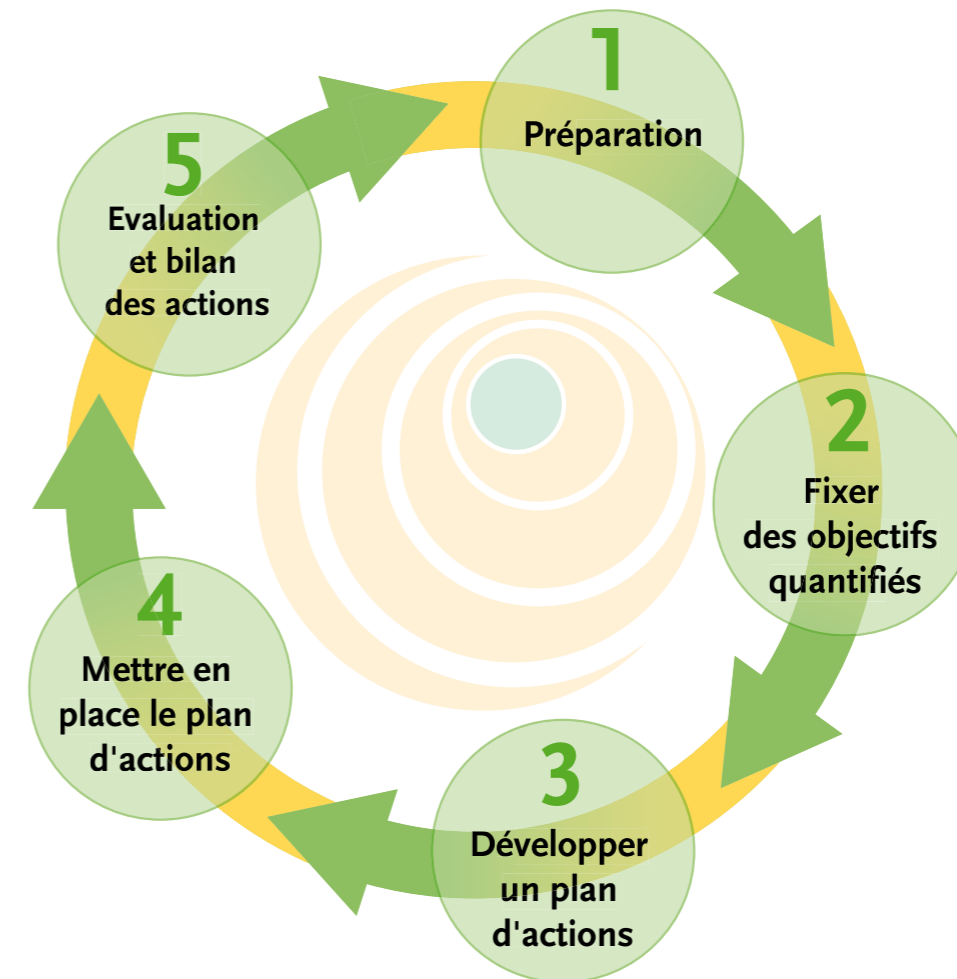 1
Préparation
2
Fixer
des objectifs
quantifiés
3
Développer
un plan
d'actions
4
Mettre en
place le plan
d'actions
5
Evaluation
et bilan
des actions